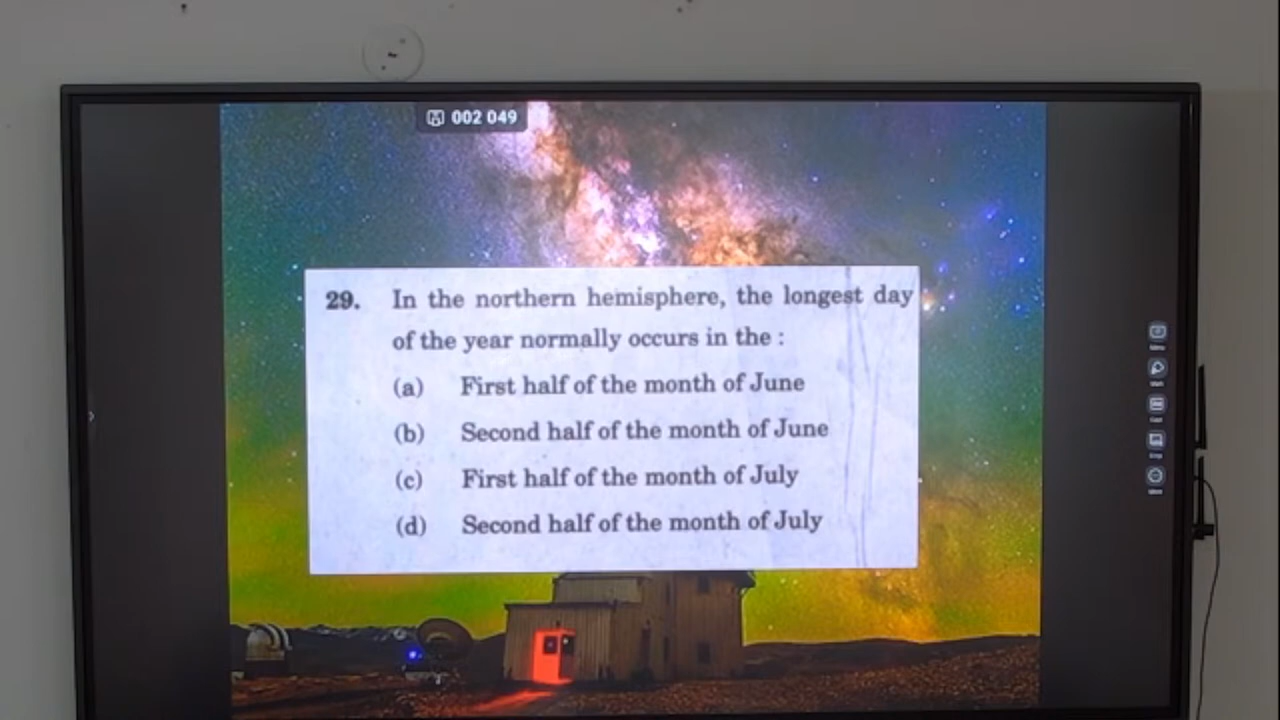 002 049
29. In the northern hemisphere, the longest day
of the year normally occurs in the :
(a) First half of the month of June
(b) Second half of the month of June
(c) First half of the month of July
(d) Second half of the month of July